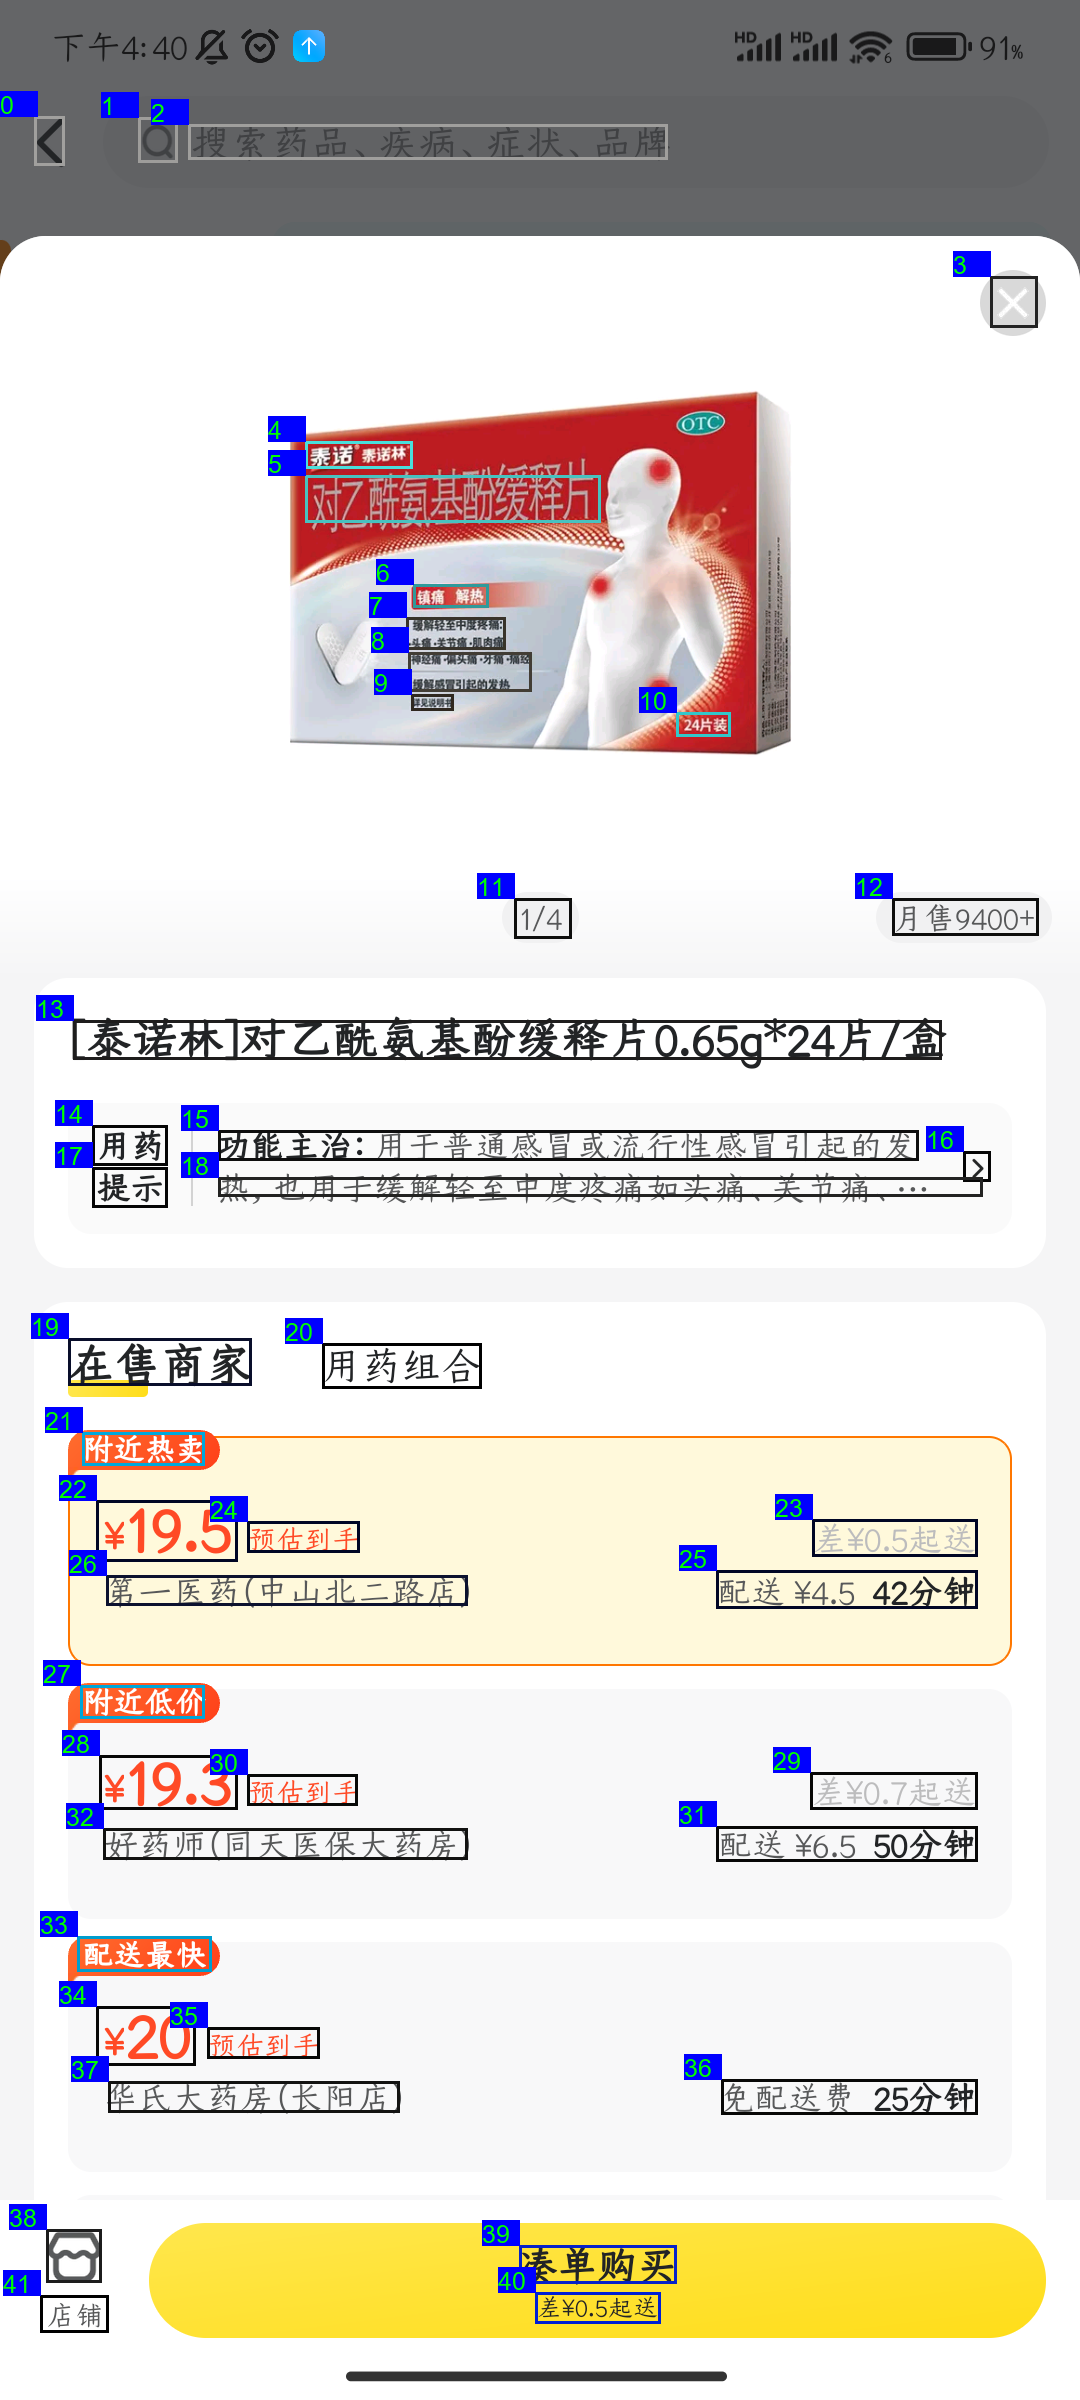 下午4:40
HD HD 6 91%
搜索药品、疾病、症状、品牌
OTC
泰诺® 泰诺林®
对乙酰氨基酚缓释片
镇痛 解热
缓解轻至中度疼痛:
头痛·关节痛·肌肉痛
神经痛·偏头痛·牙痛·痛经
缓解感冒引起的发热
详见说明书
24片装
1/4
月售9400+
[泰诺林]对乙酰氨基酚缓释片0.65g*24片/盒
用药
提示
功能主治：用于普通感冒或流行性感冒引起的发
热，也用于缓解轻至中度疼痛如头痛、关节痛、…
在售商家 用药组合
附近热卖
¥19.5 预估到手 差¥0.5起送
第一医药(中山北二路店) 配送 ¥4.5 42分钟
附近低价
¥19.3 预估到手 差¥0.7起送
好药师(同天医保大药房) 配送 ¥6.5 50分钟
配送最快
¥20 预估到手
华氏大药房(长阳店) 免配送费 25分钟
凑单购买
差¥0.5起送
店铺
0
1
2
3
4
5
6
7
8
9
10
11
12
13
14
15
16
17
18
19
20
21
22
23
24
25
26
27
28
29
30
31
32
33
34
35
36
37
38
39
40
41